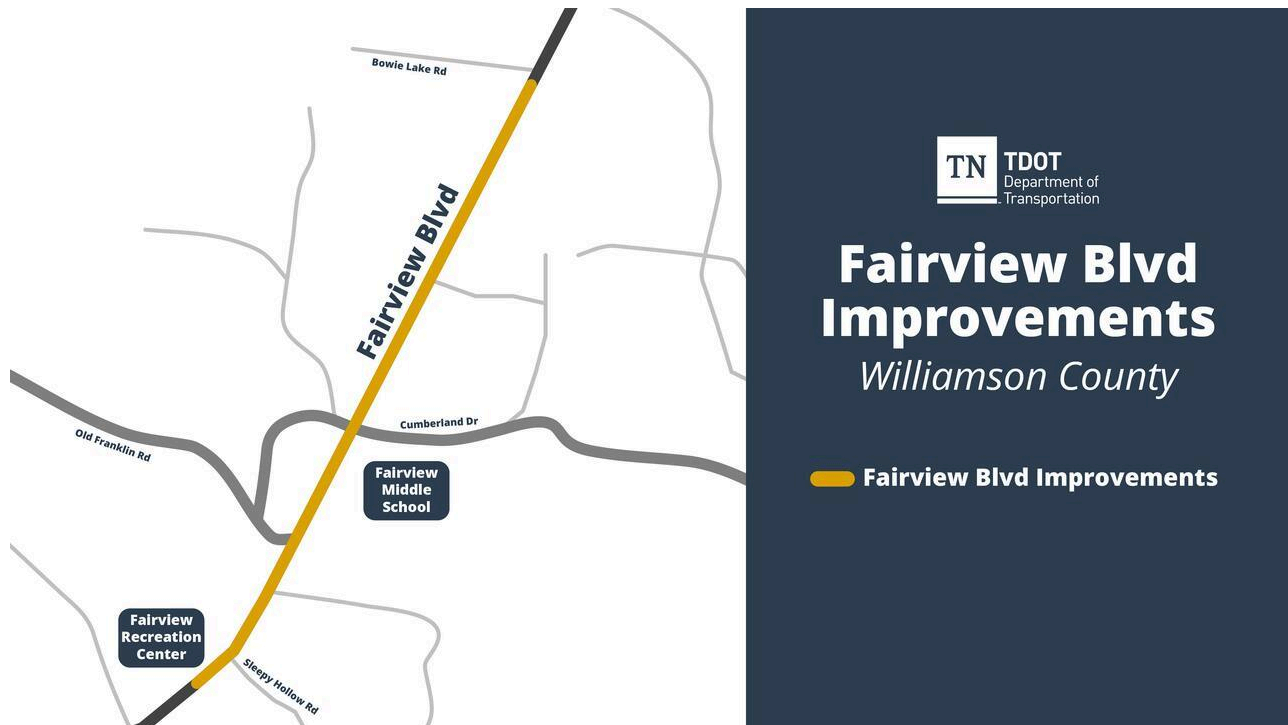 Bowie Lake Rd
Fairview Blvd
Cumberland Dr
Old Franklin Rd
Fairview
Middle
School
Fairview
Recreation
Center
Sleepy Hollow Rd
TN
TDOT
Department of
Transportation
Fairview Blvd
Improvements
Williamson County
Fairview Blvd Improvements